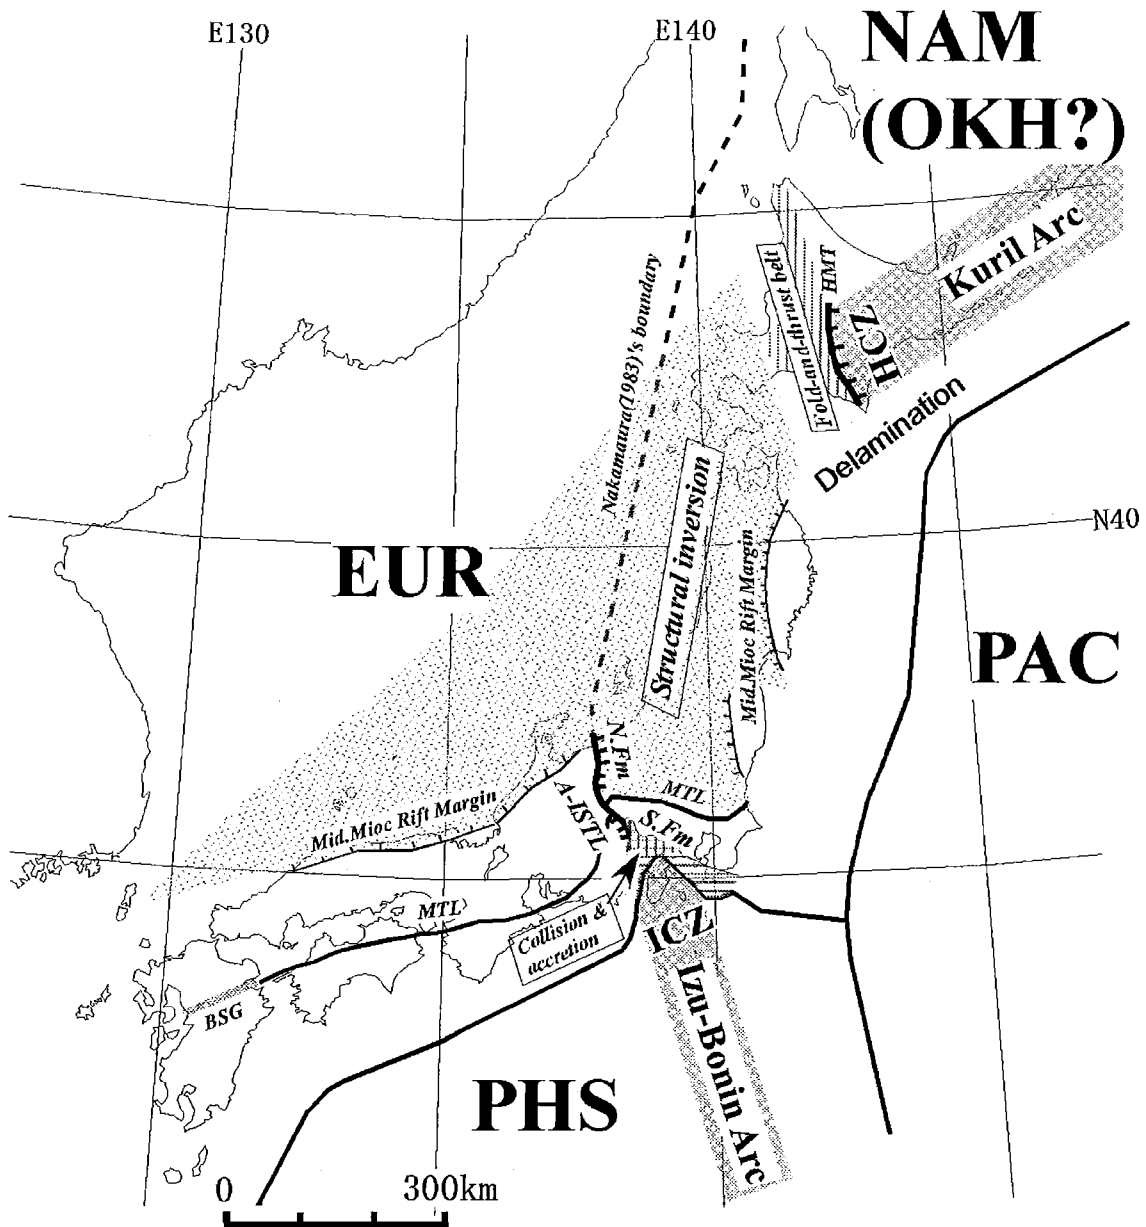 E130
E140
NAM
(OKH?)
Kuril Arc
HMT
HCZ
Fold-and-thrust belt
Delamination
Nakamaura(1983)'s boundary
N40
Structural inversion
Mid.Mioc Rift Margin
EUR
PAC
N.Fm
MTL
A-ISTL
S.Fm
Mid.Mioc Rift Margin
MTL
Collision &
accretion
ICZ
Izu-Bonin Arc
BSG
PHS
0
300km